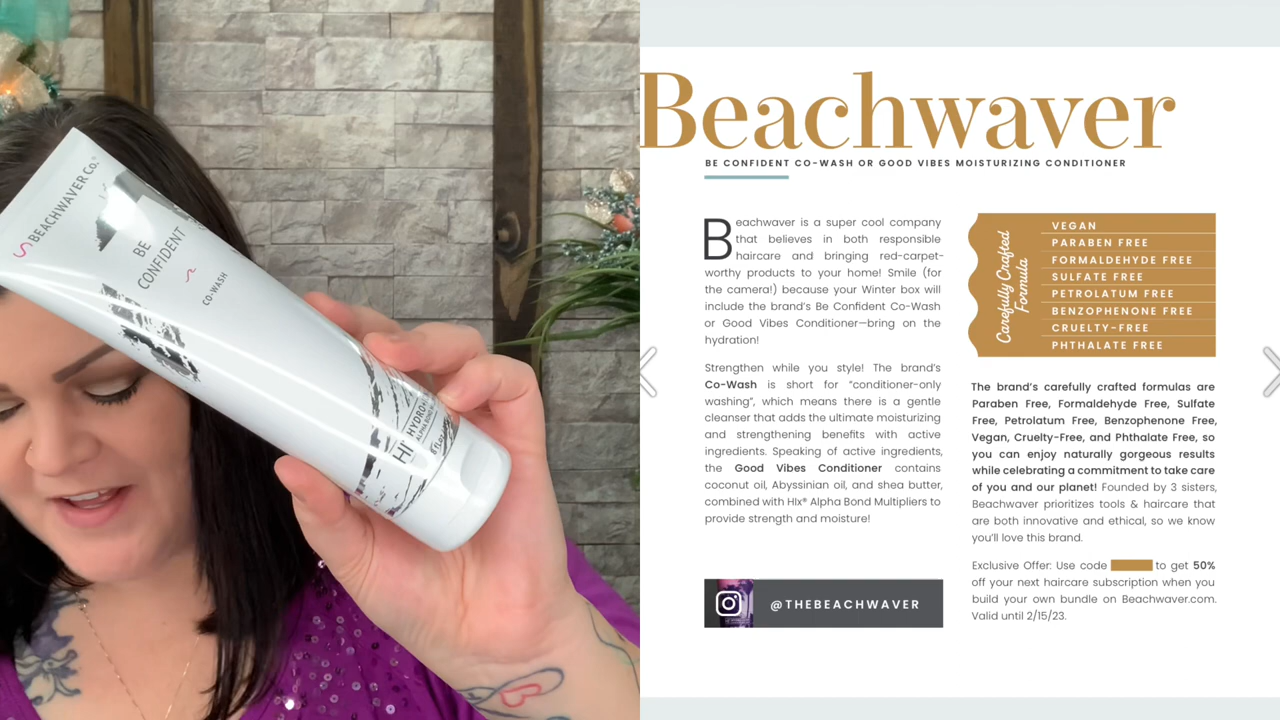 BEACHWAVER Co.
BE
CONFIDENT
CO-WASH
Beachwaver
BE CONFIDENT CO-WASH OR GOOD VIBES MOISTURIZING CONDITIONER
Beachwaver is a super cool company
that believes in both responsible
haircare and bringing red-carpet-
worthy products to your home! Smile (for
the camera!) because your Winter box will
include the brand's Be Confident Co-Wash
or Good Vibes Conditioner—bring on the
hydration!
Strengthen while you style! The brand's
Co-Wash is short for "conditioner-only
washing", which means there is a gentle
cleanser that adds the ultimate moisturizing
and strengthening benefits with active
ingredients. Speaking of active ingredients,
the Good Vibes Conditioner contains
coconut oil, Abyssinian oil, and shea butter,
combined with HIx® Alpha Bond Multipliers to
provide strength and moisture!
@THEBEACHWAVER
Carefully Crafted
Formula
VEGAN
PARABEN FREE
FORMALDEHYDE FREE
SULFATE FREE
PETROLATUM FREE
BENZOPHENONE FREE
CRUELTY-FREE
PHTHALATE FREE
The brand's carefully crafted formulas are
Paraben Free, Formaldehyde Free, Sulfate
Free, Petrolatum Free, Benzophenone Free,
Vegan, Cruelty-Free, and Phthalate Free, so
you can enjoy naturally gorgeous results
while celebrating a commitment to take care
of you and our planet! Founded by 3 sisters,
Beachwaver prioritizes tools & haircare that
are both innovative and ethical, so we know
you'll love this brand.
Exclusive Offer: Use code to get 50%
off your next haircare subscription when you
build your own bundle on Beachwaver.com.
Valid until 2/15/23.